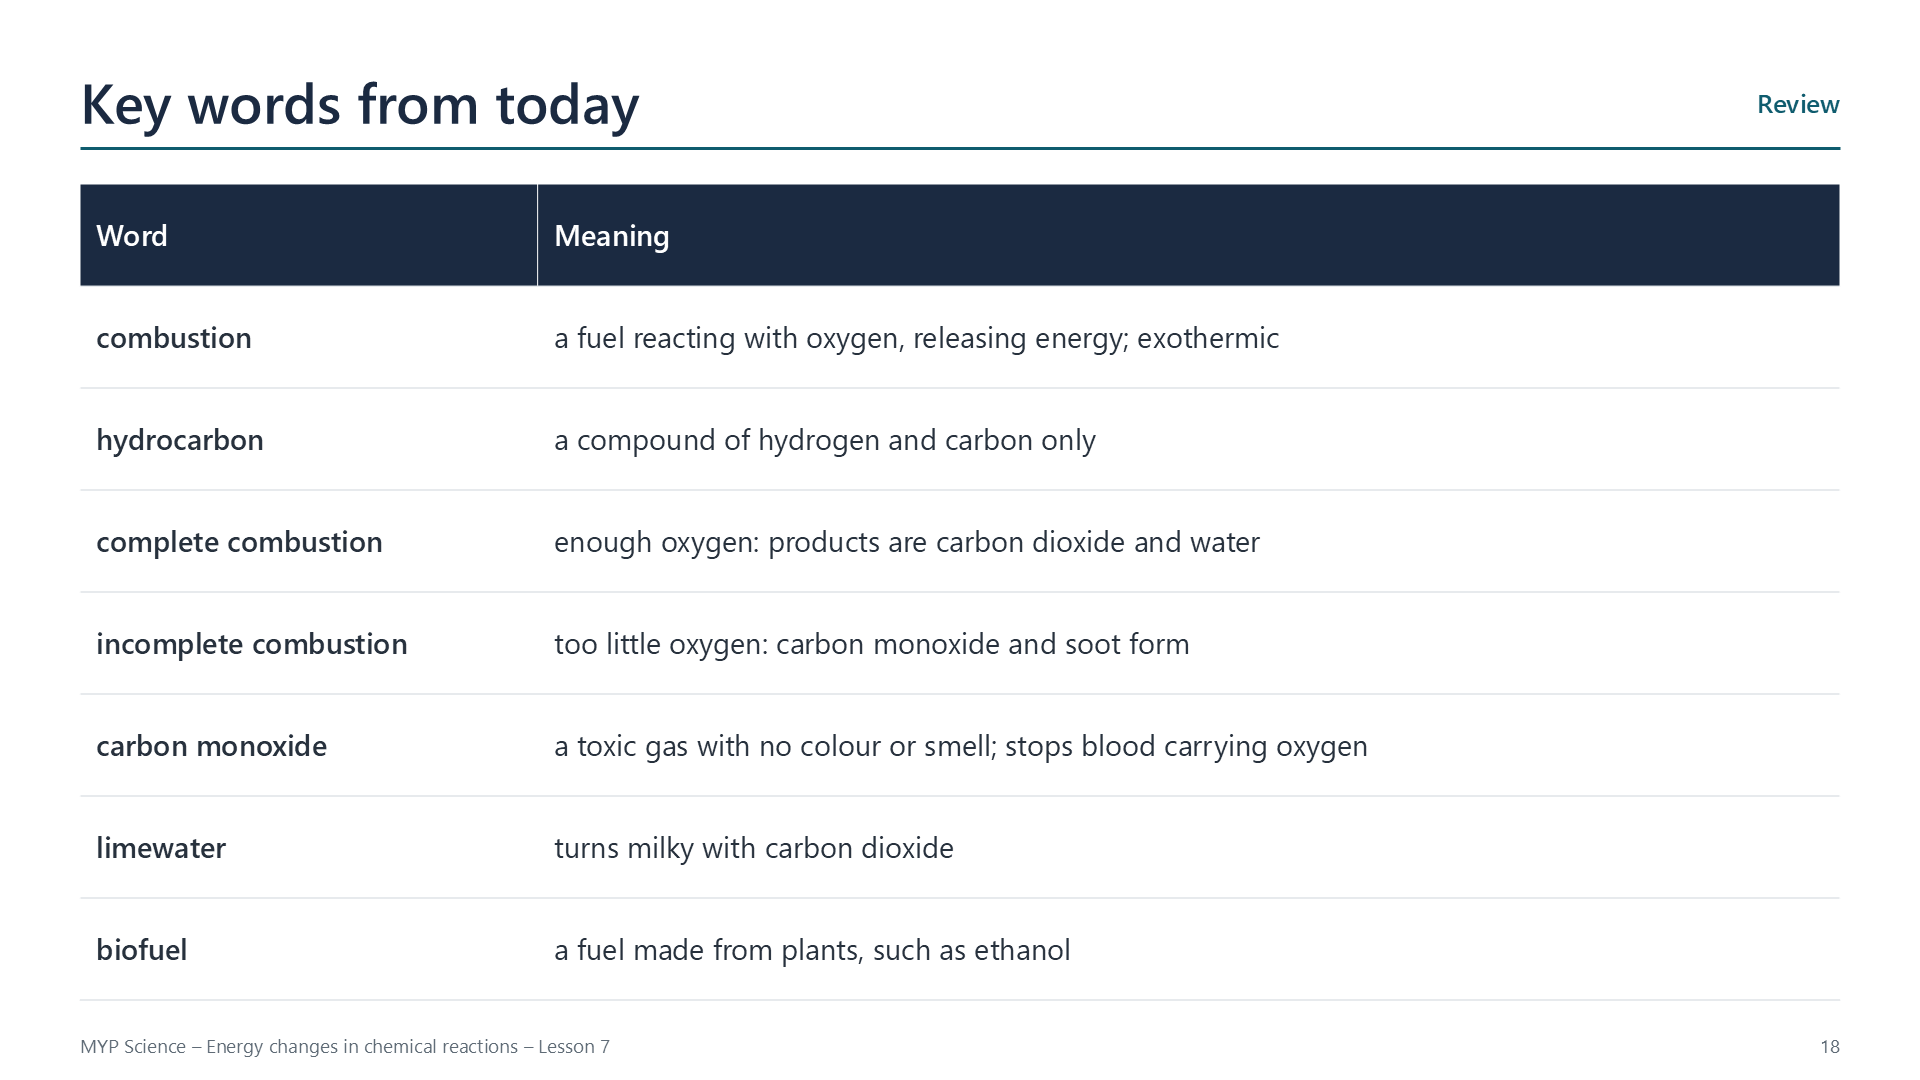 Key words from today
Review
Word Meaning
combustion a fuel reacting with oxygen, releasing energy; exothermic
hydrocarbon a compound of hydrogen and carbon only
complete combustion enough oxygen: products are carbon dioxide and water
incomplete combustion too little oxygen: carbon monoxide and soot form
carbon monoxide a toxic gas with no colour or smell; stops blood carrying oxygen
limewater turns milky with carbon dioxide
biofuel a fuel made from plants, such as ethanol
MYP Science – Energy changes in chemical reactions – Lesson 7
18